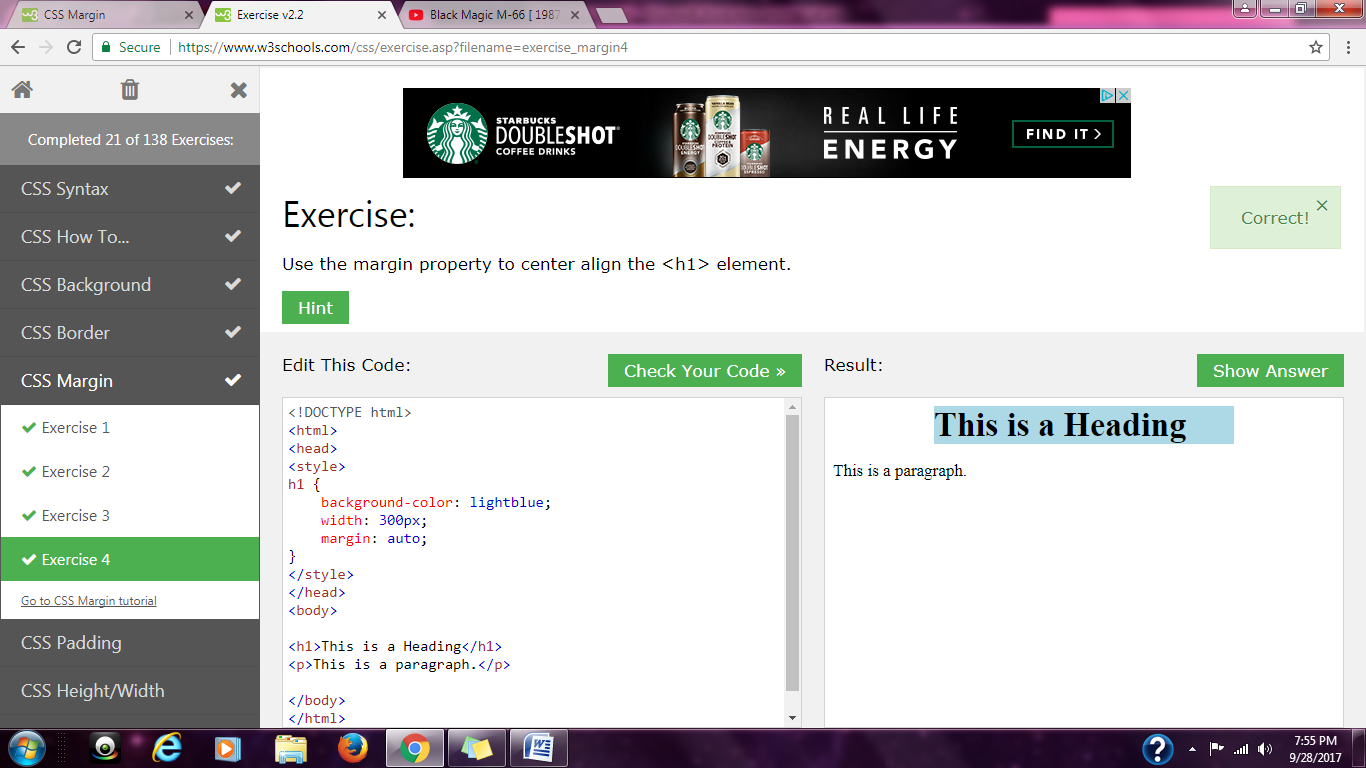 CSS Margin
Exercise v2.2
Black Magic M-66 [ 1987
Secure
https://www.w3schools.com/css/exercise.asp?filename=exercise_margin4
Completed 21 of 138 Exercises:
CSS Syntax
CSS How To...
CSS Background
CSS Border
CSS Margin
Exercise 1
Exercise 2
Exercise 3
Exercise 4
Go to CSS Margin tutorial
CSS Padding
CSS Height/Width
STARBUCKS
DOUBLESHOT
COFFEE DRINKS
REAL LIFE
ENERGY
FIND IT >
Exercise:
Correct!
Use the margin property to center align the <h1> element.
Hint
Edit This Code:
Check Your Code »
Result:
Show Answer
<!DOCTYPE html>
<html>
<head>
<style>
h1 {
    background-color: lightblue;
    width: 300px;
    margin: auto;
}
</style>
</head>
<body>
<h1>This is a Heading</h1>
<p>This is a paragraph.</p>
</body>
</html>
This is a Heading
This is a paragraph.
7:55 PM
9/28/2017